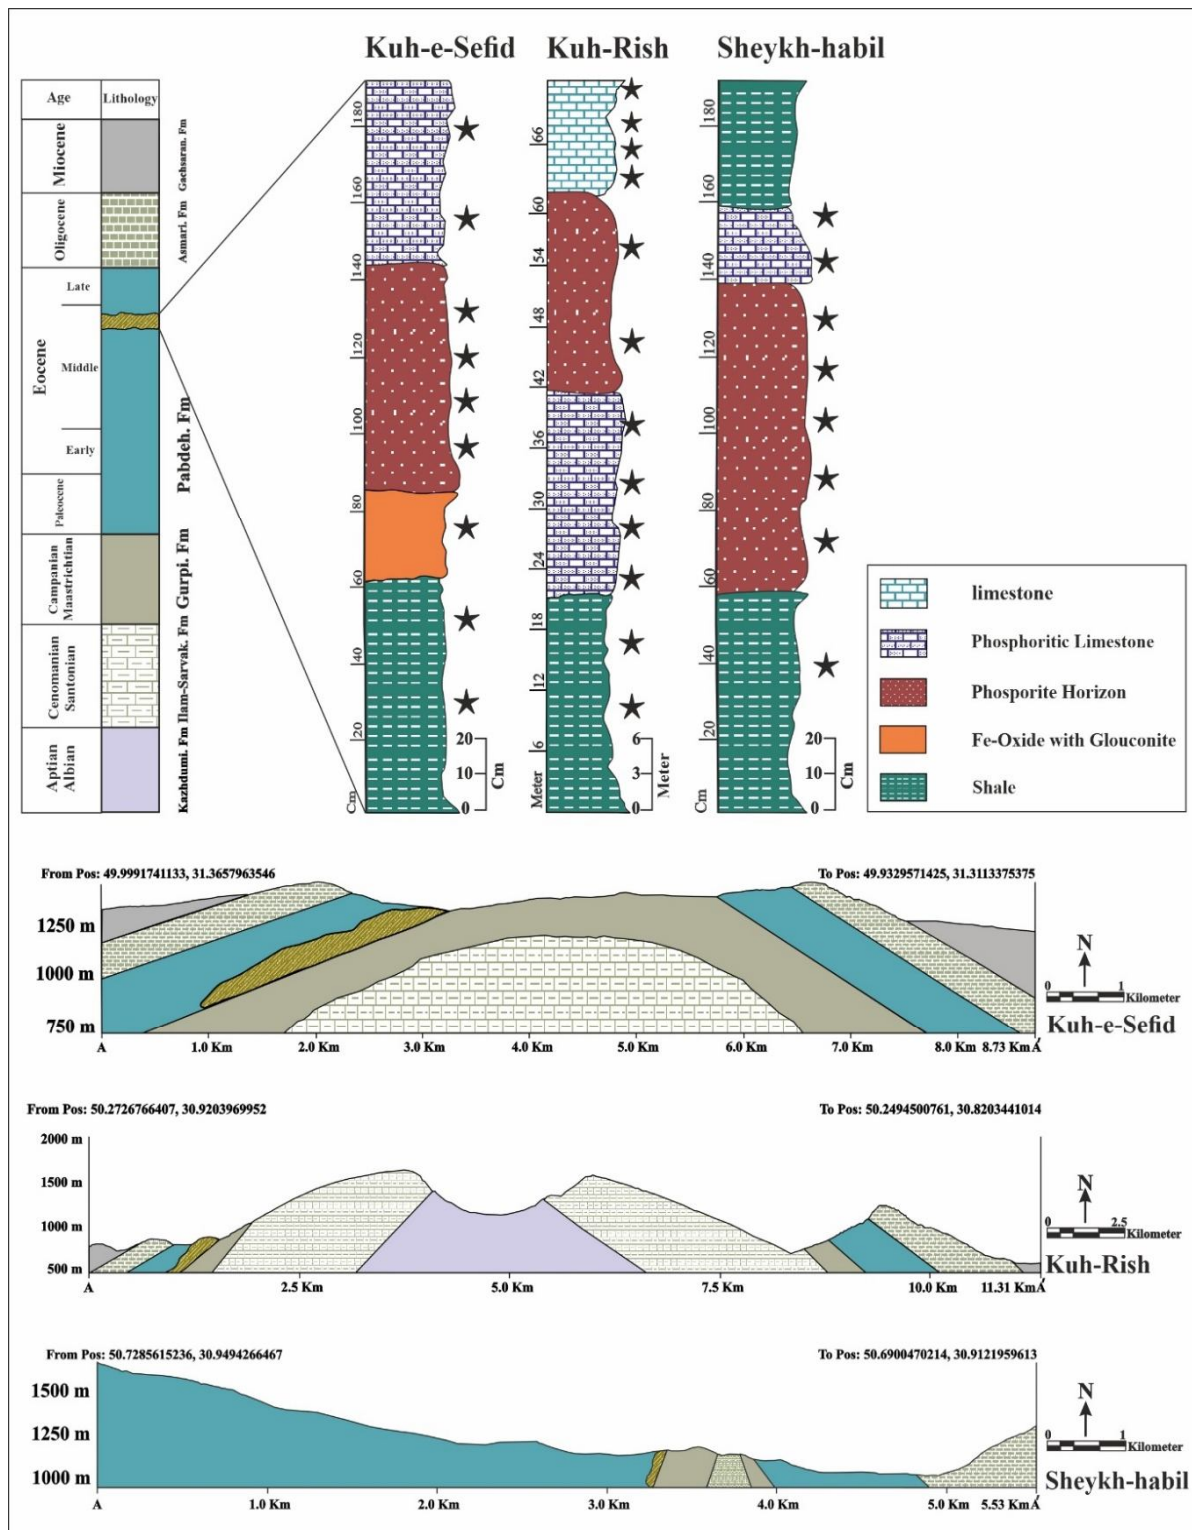 Kuh-e-Sefid
Kuh-Rish
Sheykh-habil
Age
Lithology
Miocene
Gachsaran. Fm
Oligocene
Asmari. Fm
Eocene
Late
Middle
Early
Pabdeh. Fm
Paleocene
Campanian
Maastrichtian
Gurpi. Fm
Cenomanian
Santonian
Ilam-Sarvak. Fm
Aptian
Albian
Kazhdumi. Fm
180
160
140
120
100
80
60
40
20
Cm
20
10
0
Cm
66
60
54
48
42
36
30
24
18
12
6
Meter
6
3
0
Meter
180
160
140
120
100
80
60
40
20
Cm
20
10
0
Cm
limestone
Phosphoritic Limestone
Phosporite Horizon
Fe-Oxide with Glouconite
Shale
From Pos: 49.9991741133, 31.3657963546
To Pos: 49.9329571425, 31.3113375375
1250 m
1000 m
750 m
A
1.0 Km
2.0 Km
3.0 Km
4.0 Km
5.0 Km
6.0 Km
7.0 Km
8.0 Km
8.73 Km
A'
N
0
1
Kilometer
Kuh-e-Sefid
From Pos: 50.2726766407, 30.9203969952
To Pos: 50.2494500761, 30.8203441014
2000 m
1500 m
1000 m
500 m
A
2.5 Km
5.0 Km
7.5 Km
10.0 Km
11.31 Km
A'
N
0
2.5
Kilometer
Kuh-Rish
From Pos: 50.7285615236, 30.9494266467
To Pos: 50.6900470214, 30.9121959613
1500 m
1250 m
1000 m
A
1.0 Km
2.0 Km
3.0 Km
4.0 Km
5.0 Km
5.53 Km
A'
N
0
1
Kilometer
Sheykh-habil